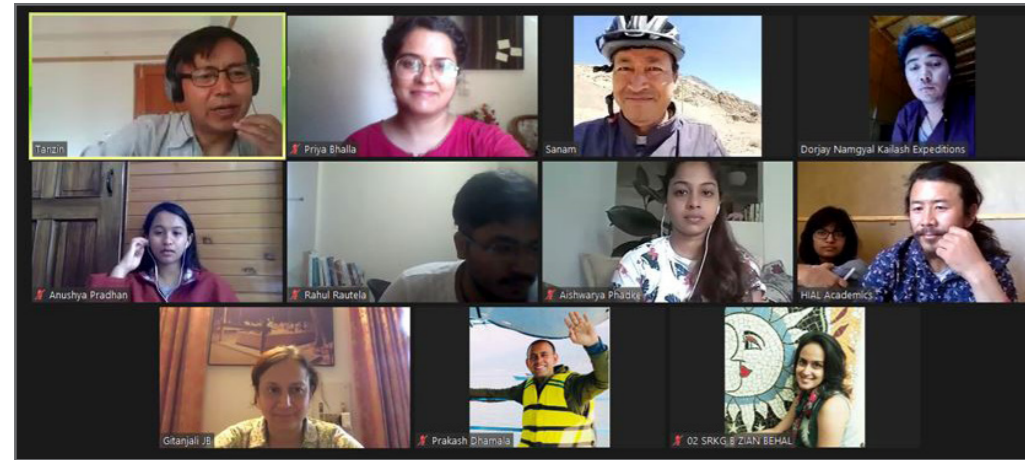 Tanzin
Priya Bhalla
Sanam
Dorjay Namgyal Kailash Expeditions
Anushya Pradhan
Rahul Rautela
Aishwarya Phadke
HIAL Academics
Gitanjali JB
Prakash Dhamala
02 SRKG B ZIAN BEHAL